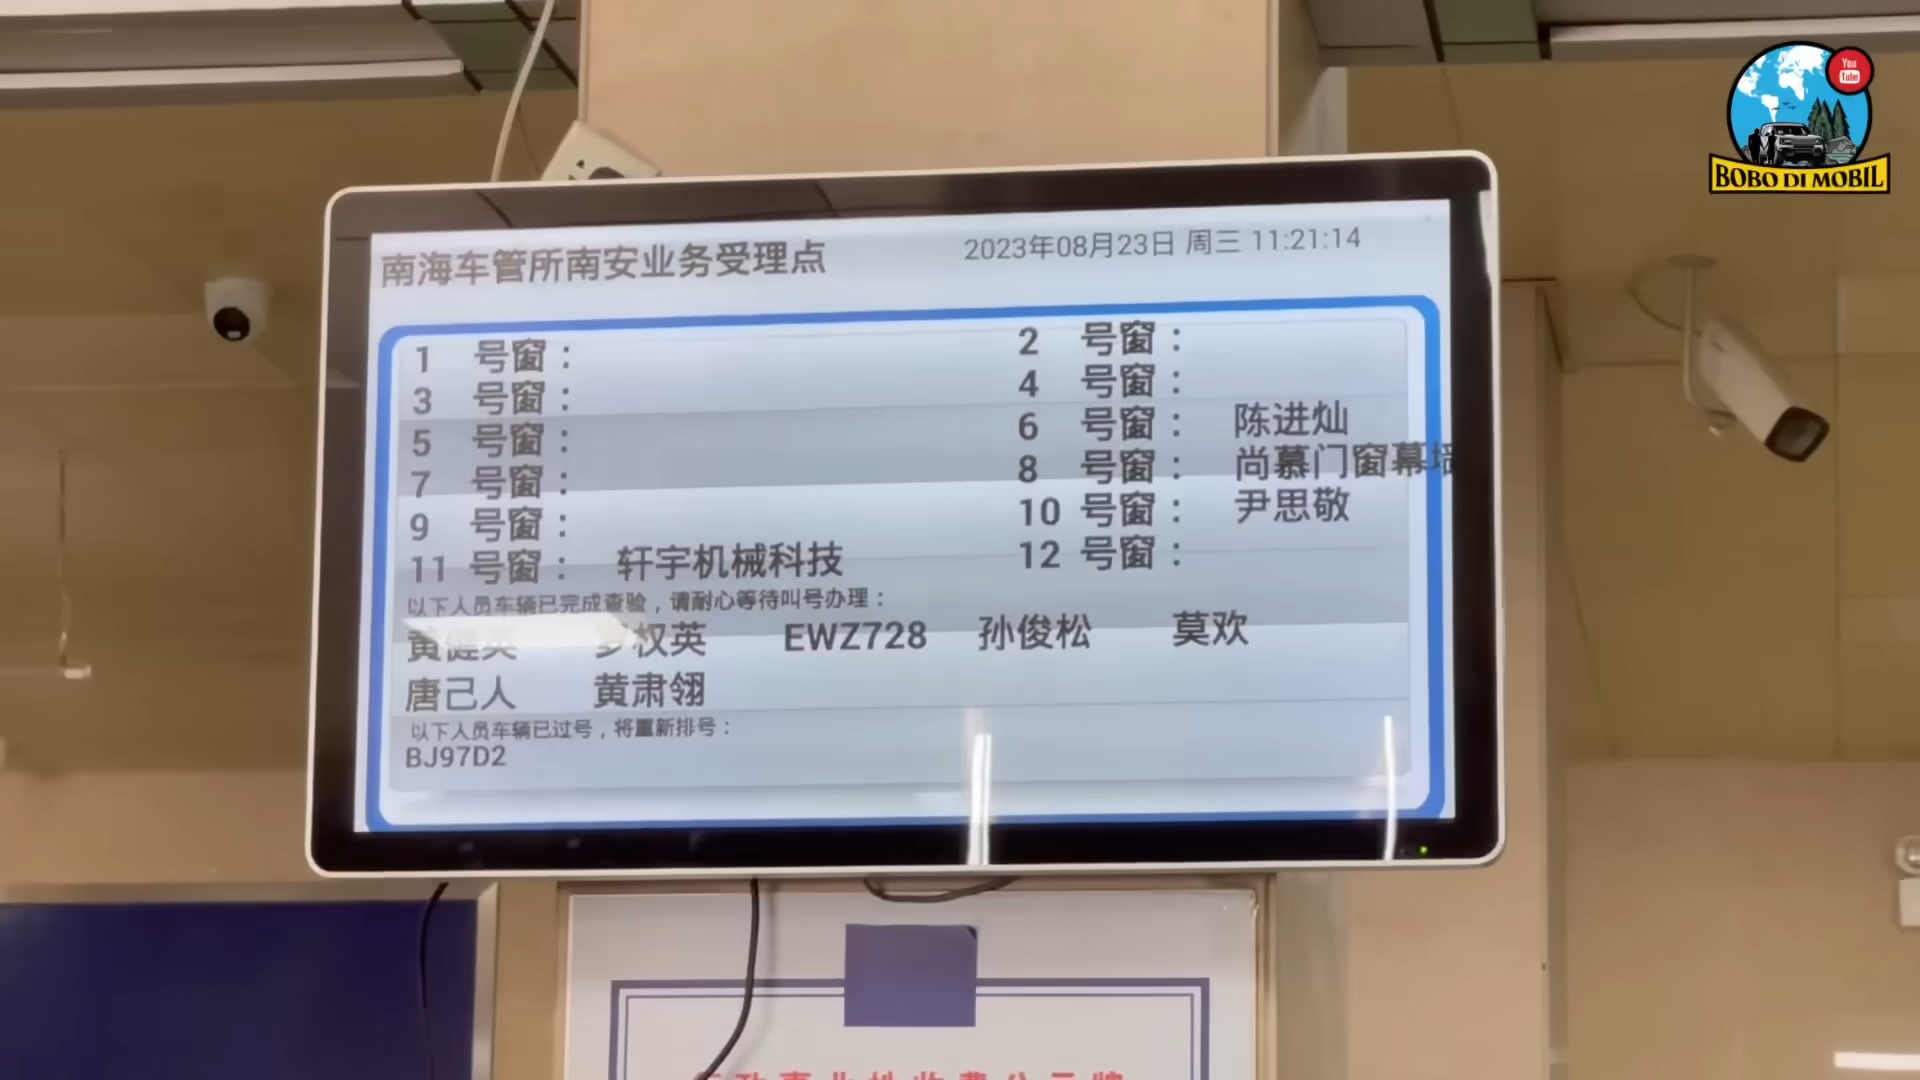 You
Tube
BOBO DI MOBIL
南海车管所南安业务受理点 2023年08月23日 周三 11:21:14
1 号窗： 2 号窗：
3 号窗： 4 号窗：
5 号窗： 6 号窗： 陈进灿
7 号窗： 8 号窗： 尚慕门窗幕墙
9 号窗： 10 号窗： 尹思敬
11 号窗： 轩宇机械科技 12 号窗：
以下人员车辆已完成查验，请耐心等待叫号办理：
黄健英 罗权英 EWZ728 孙俊松 莫欢
唐己人 黄肃翎
以下人员车辆已过号，将重新排号：
BJ97D2